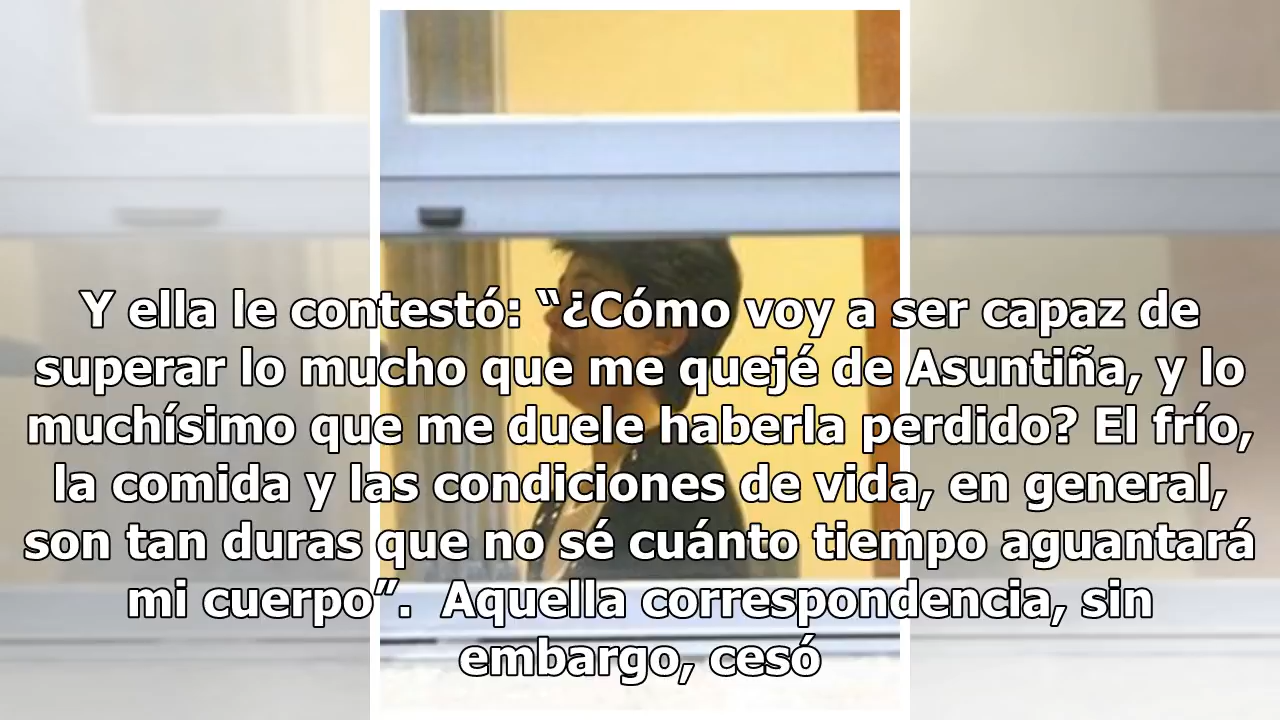 Y ella le contestó: “¿Cómo voy a ser capaz de
superar lo mucho que me quejé de Asuntiña, y lo
muchísimo que me duele haberla perdido? El frío,
la comida y las condiciones de vida, en general,
son tan duras que no sé cuánto tiempo aguantará
mi cuerpo”.  Aquella correspondencia, sin
embargo, cesó